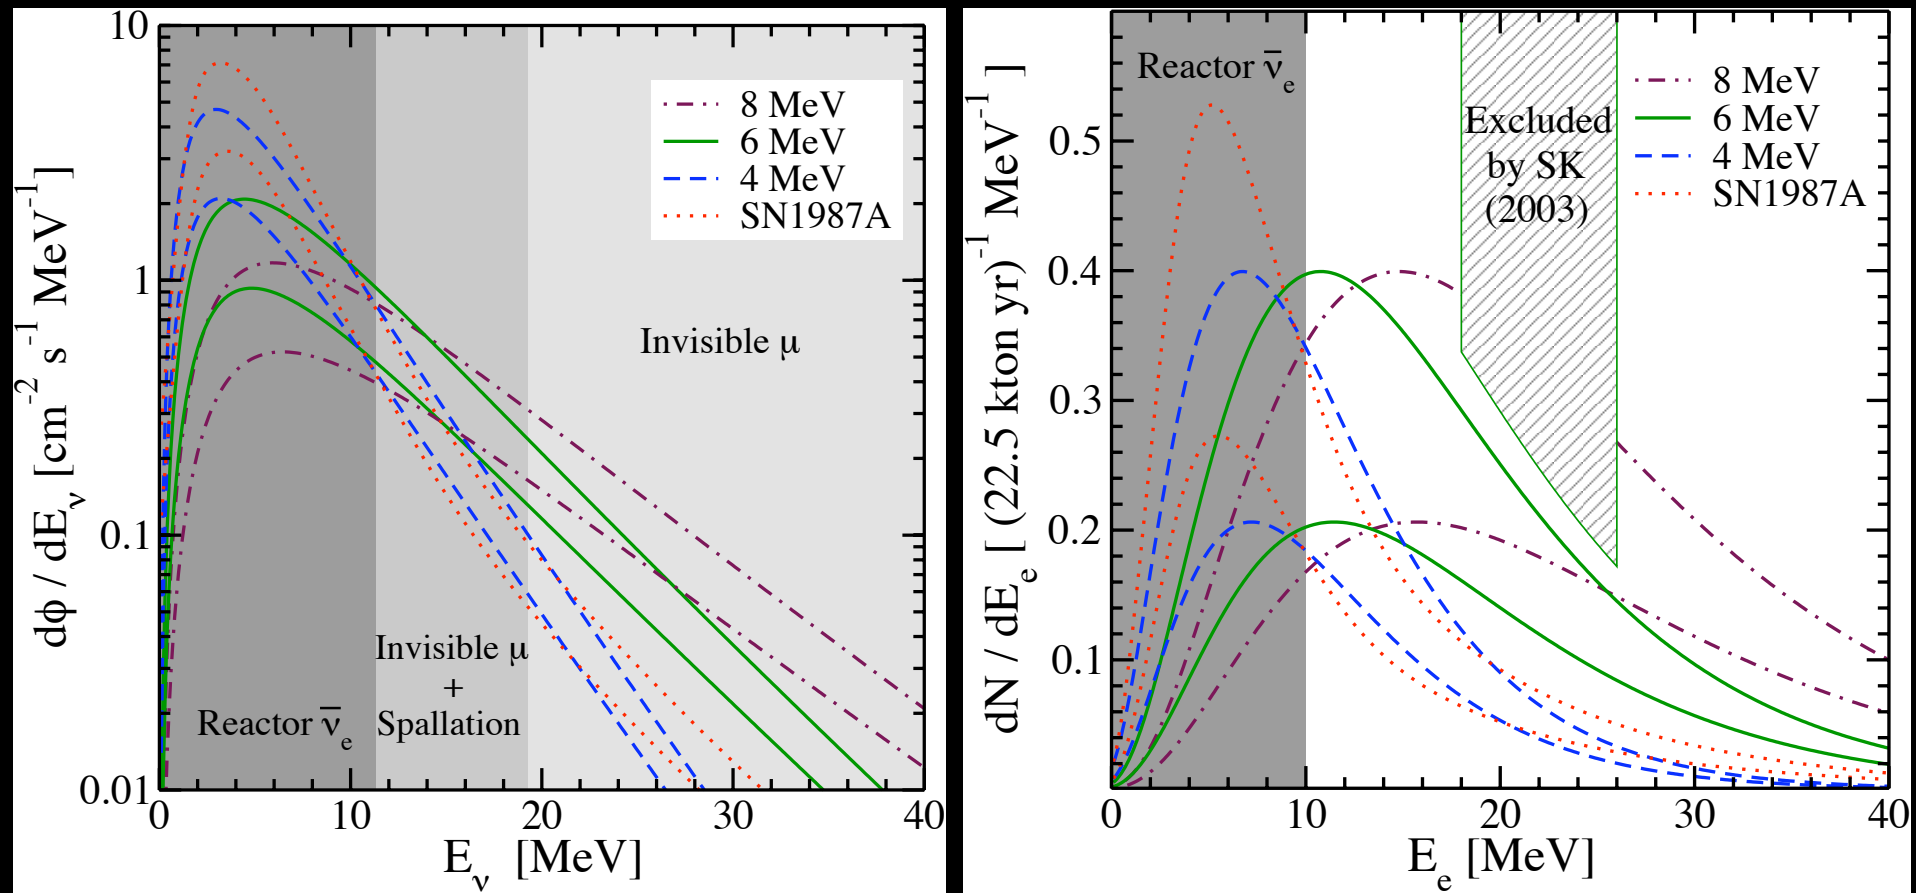 10
1
0.1
0.01
dϕ / dE_ν [cm^-2 s^-1 MeV^-1]
8 MeV
6 MeV
4 MeV
SN1987A
Invisible μ
Invisible μ
+
Spallation
Reactor ν̅_e
0 10 20 30 40
E_ν [MeV]
dN / dE_e [ (22.5 kton yr)^-1 MeV^-1 ]
0.5
0.4
0.3
0.2
0.1
Reactor ν̅_e
Excluded
by SK
(2003)
8 MeV
6 MeV
4 MeV
SN1987A
0 10 20 30 40
E_e [MeV]